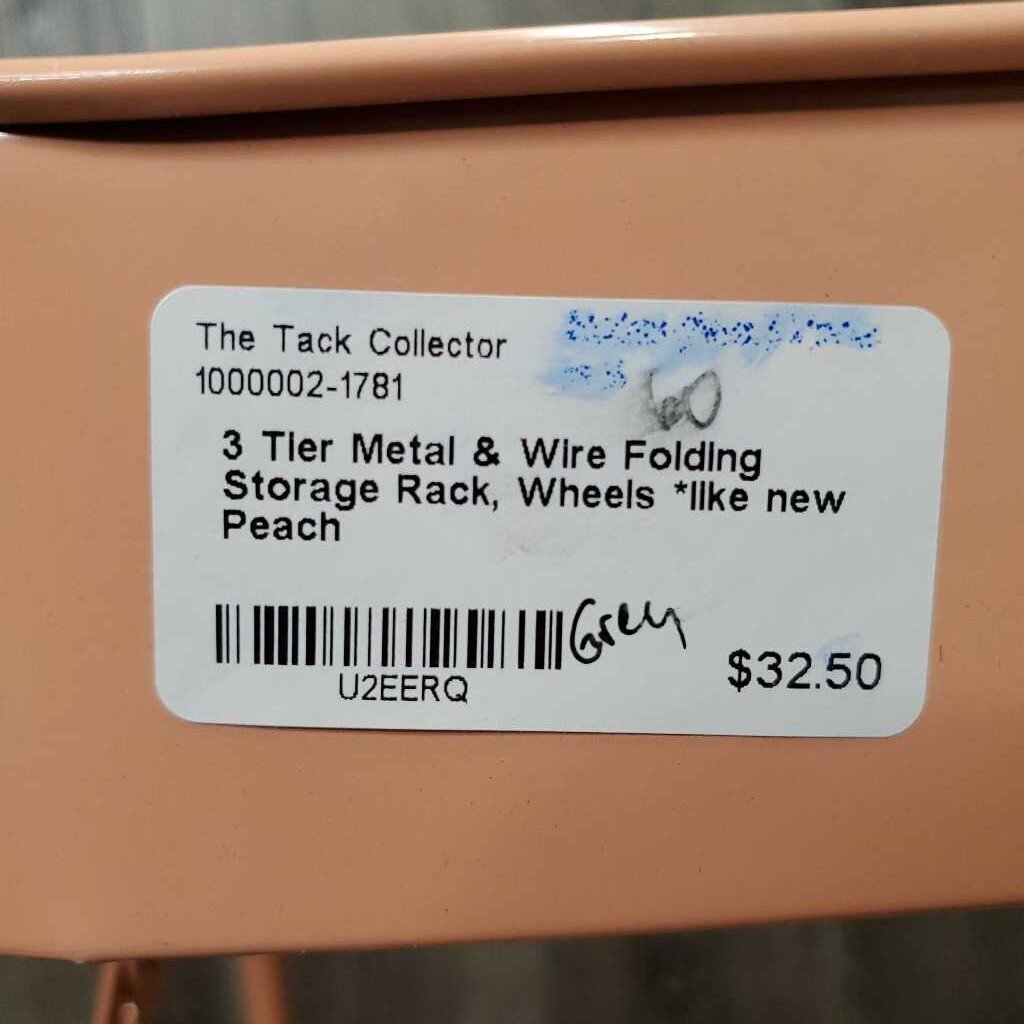 The Tack Collector
1000002-1781
60
3 Tier Metal & Wire Folding
Storage Rack, Wheels *like new
Peach
Grey
$32.50
U2EERQ